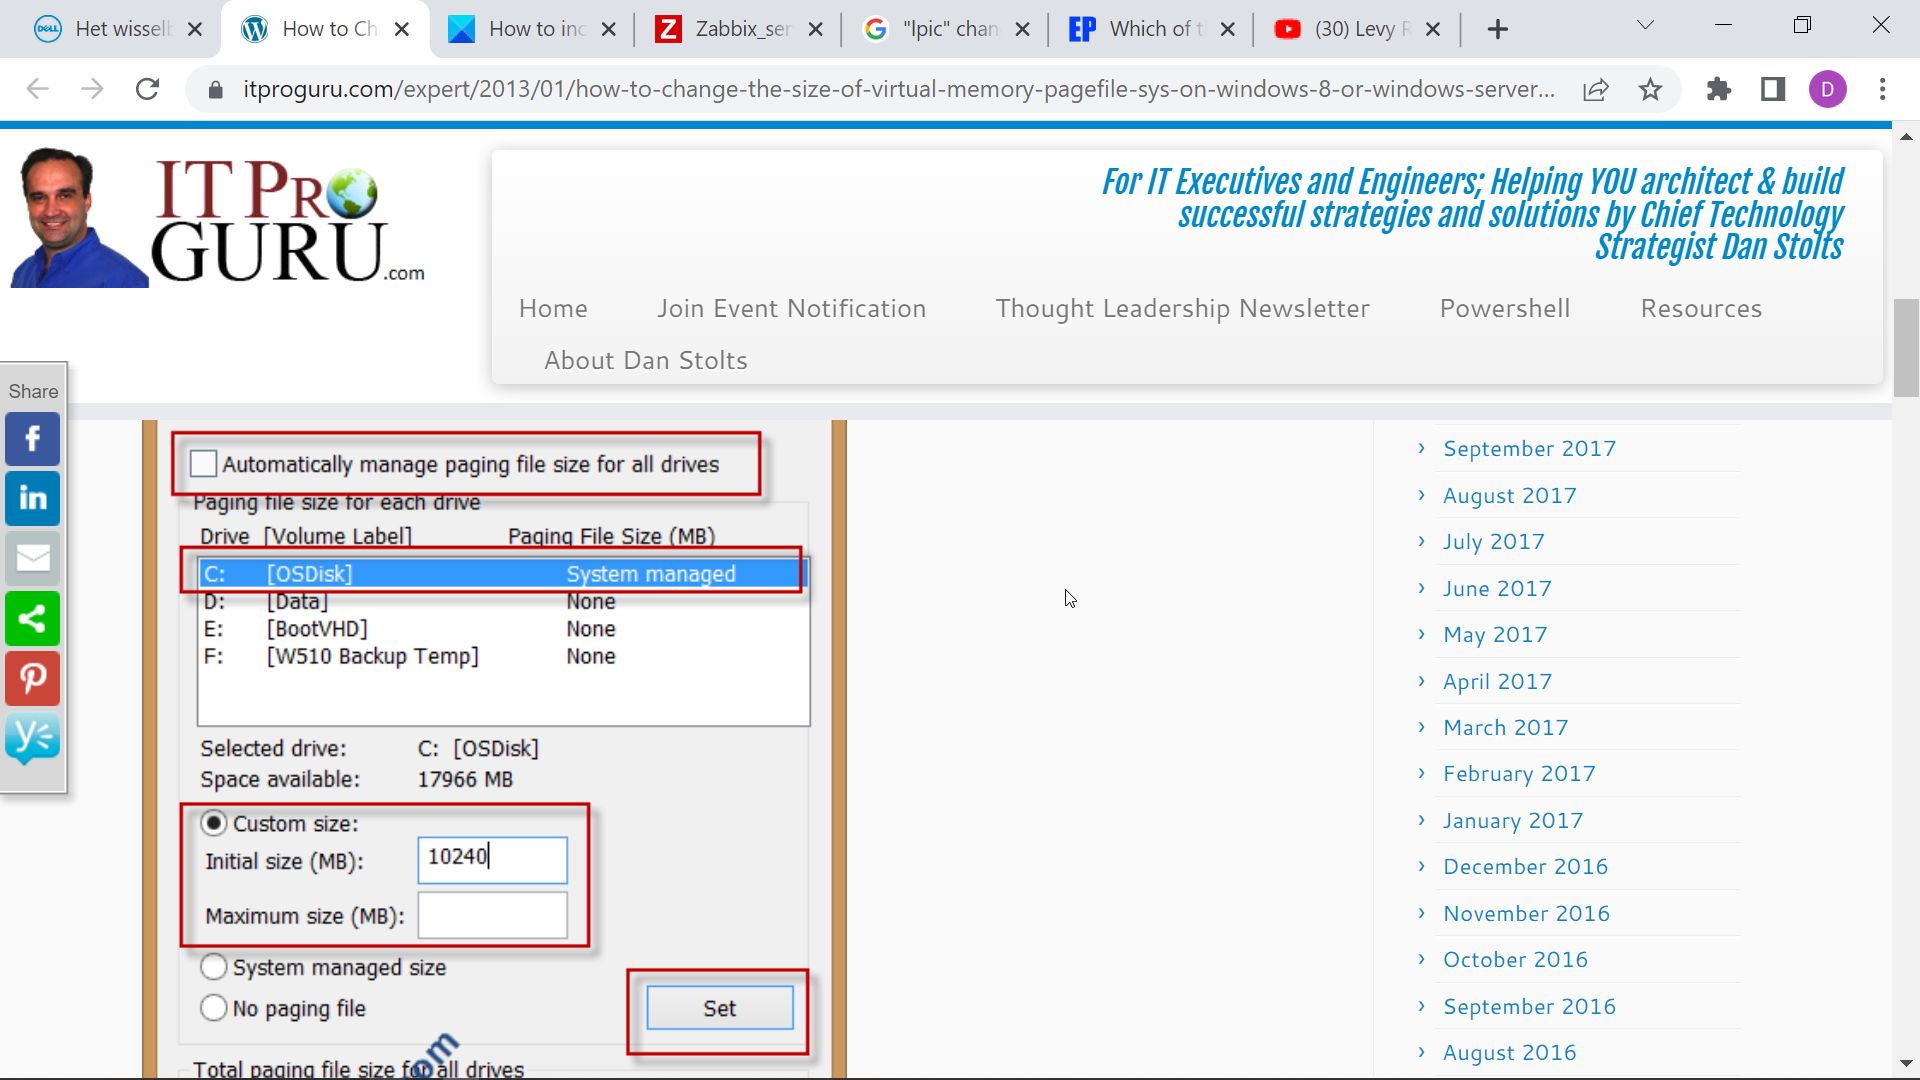 Het wissel
How to Ch
How to inc
Zabbix_ser
"lpic" chan
Which of t
(30) Levy R
itproguru.com/expert/2013/01/how-to-change-the-size-of-virtual-memory-pagefile-sys-on-windows-8-or-windows-server...
D
IT PRO
GURU.com
For IT Executives and Engineers; Helping YOU architect & build
successful strategies and solutions by Chief Technology
Strategist Dan Stolts
Home Join Event Notification Thought Leadership Newsletter Powershell Resources
About Dan Stolts
Share
Automatically manage paging file size for all drives
Paging file size for each drive
Drive [Volume Label] Paging File Size (MB)
C: [OSDisk] System managed
D: [Data] None
E: [BootVHD] None
F: [W510 Backup Temp] None
Selected drive: C: [OSDisk]
Space available: 17966 MB
Custom size:
Initial size (MB): 10240
Maximum size (MB):
System managed size
No paging file
Set
Total paging file size for all drives
om
September 2017
August 2017
July 2017
June 2017
May 2017
April 2017
March 2017
February 2017
January 2017
December 2016
November 2016
October 2016
September 2016
August 2016